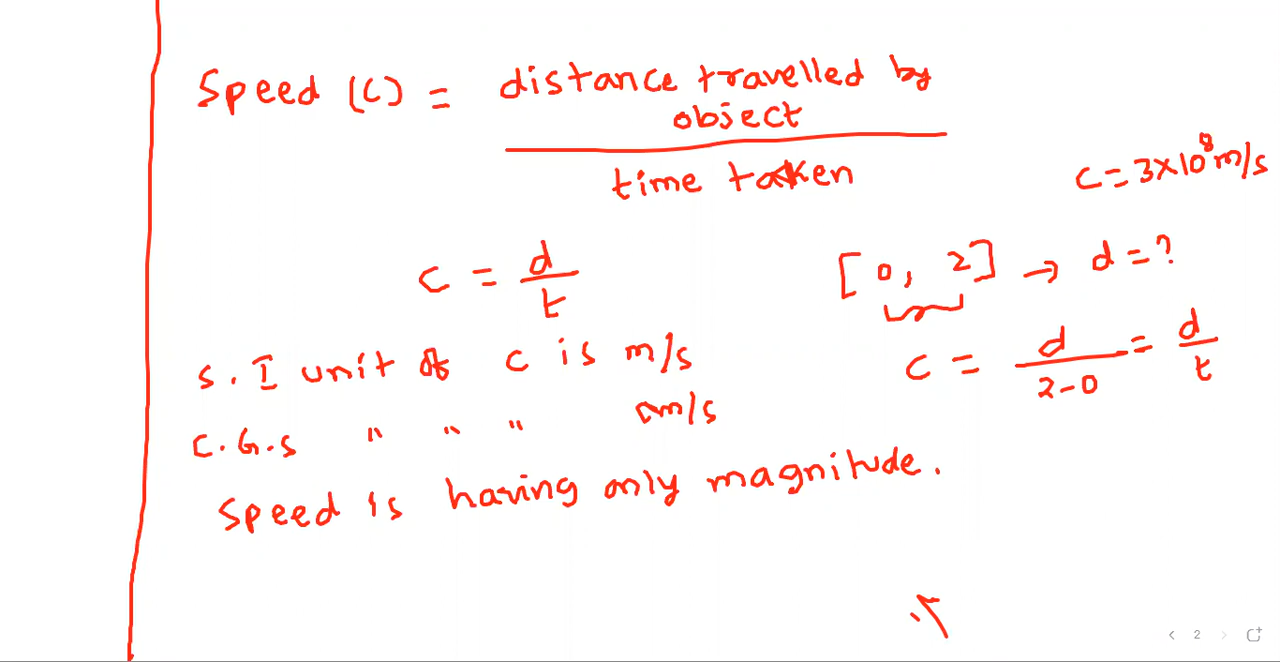 Speed (C) = distance travelled by
object
time taken
C = 3×10⁸ m/s
C = d/t
[0, 2] → d = ?
C = d/2-0 = d/t
S.I unit of C is m/s
C.G.S " " " cm/s
Speed is having only magnitude.
2